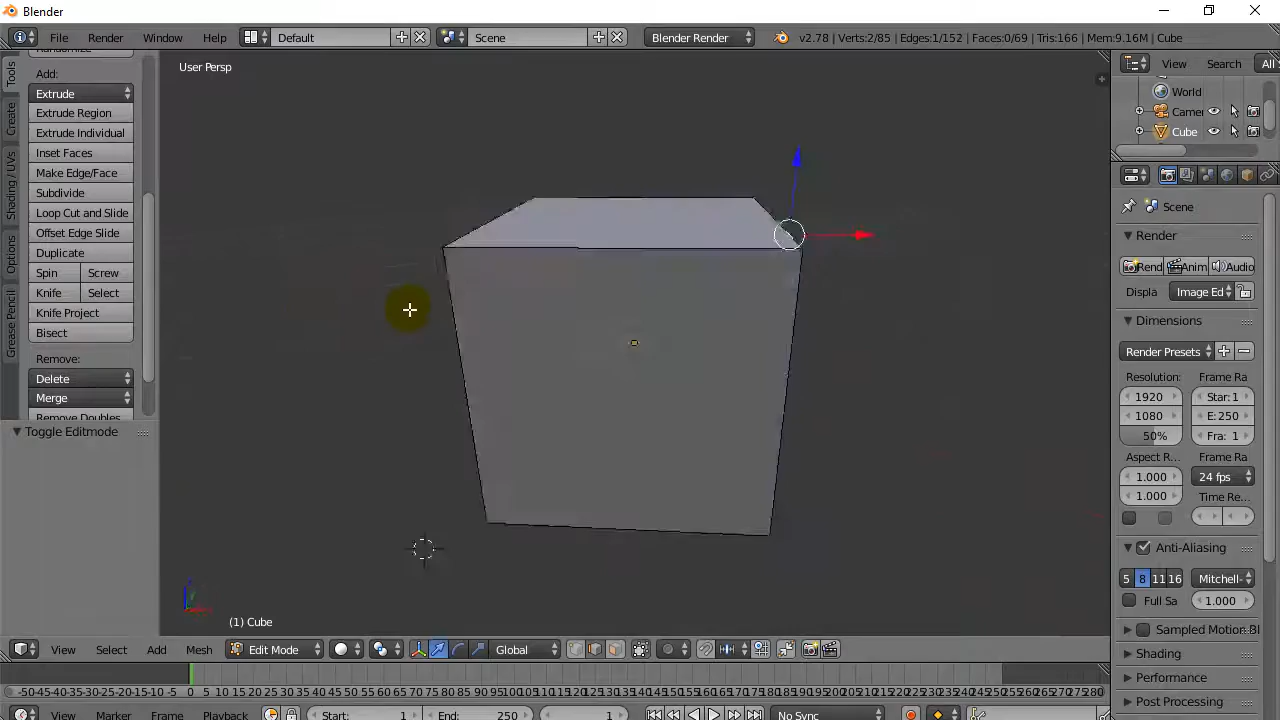 Blender
File Render Window Help Default Scene Blender Render v2.78 | Verts:2/85 | Edges:1/152 | Faces:0/69 | Tris:166 | Mem:9.16M | Cube
Tools
Create
Shading / UVs
Options
Grease Pencil
Add:
Extrude
Extrude Region
Extrude Individual
Inset Faces
Make Edge/Face
Subdivide
Loop Cut and Slide
Offset Edge Slide
Duplicate
Spin Screw
Knife Select
Knife Project
Bisect
Remove:
Delete
Merge
Remove Doubles
Toggle Editmode
User Persp
(1) Cube
View Search All S
World
Camer
Cube
Scene
Render
Rend Anim Audio
Displa Image Ed
Dimensions
Render Presets
Resolution: Frame Ra
1920 Star: 1
1080 E: 250
50% Fra: 1
Aspect R... Frame Ra
1.000 24 fps
1.000 Time Re...
Anti-Aliasing
5 8 11 16 Mitchell-
Full Sa 1.000
Sampled Motion Bl
Shading
Performance
Post Processing
View Select Add Mesh Edit Mode Global
-50 -45 -40 -35 -30 -25 -20 -15 -10 -5 0 5 10 15 20 25 30 35 40 45 50 55 60 65 70 75 80 85 90 95 100 105 110 115 120 125 130 135 140 145 150 155 160 165 170 175 180 185 190 195 200 205 210 215 220 225 230 235 240 245 250 255 260 265 270 275 280
View Marker Frame Playback Start: 1 End: 250 1 No Sync